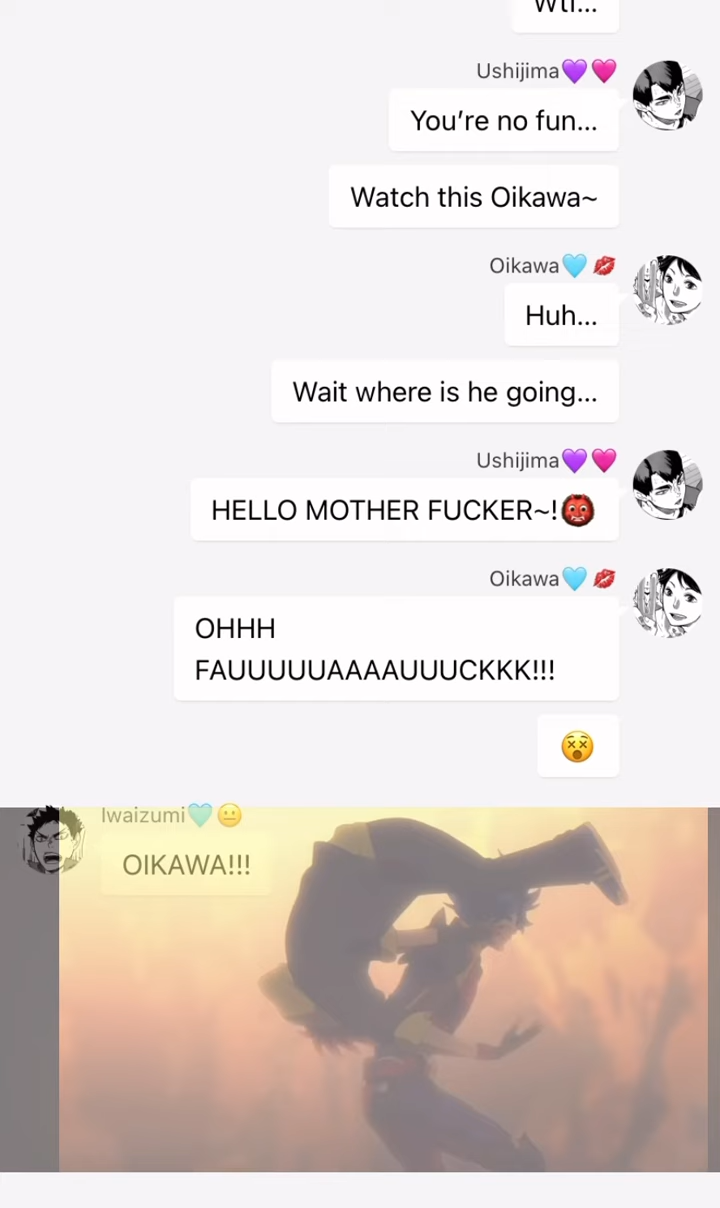 Wtf...
Ushijima💜💗
You’re no fun...
Watch this Oikawa~
Oikawa🩵💋
Huh...
Wait where is he going...
Ushijima💜💗
HELLO MOTHER FUCKER~!👹
Oikawa🩵💋
OHHH
FAUUUUUAAAAUUUCKKK!!!
😵
Iwaizumi🩵😐
OIKAWA!!!